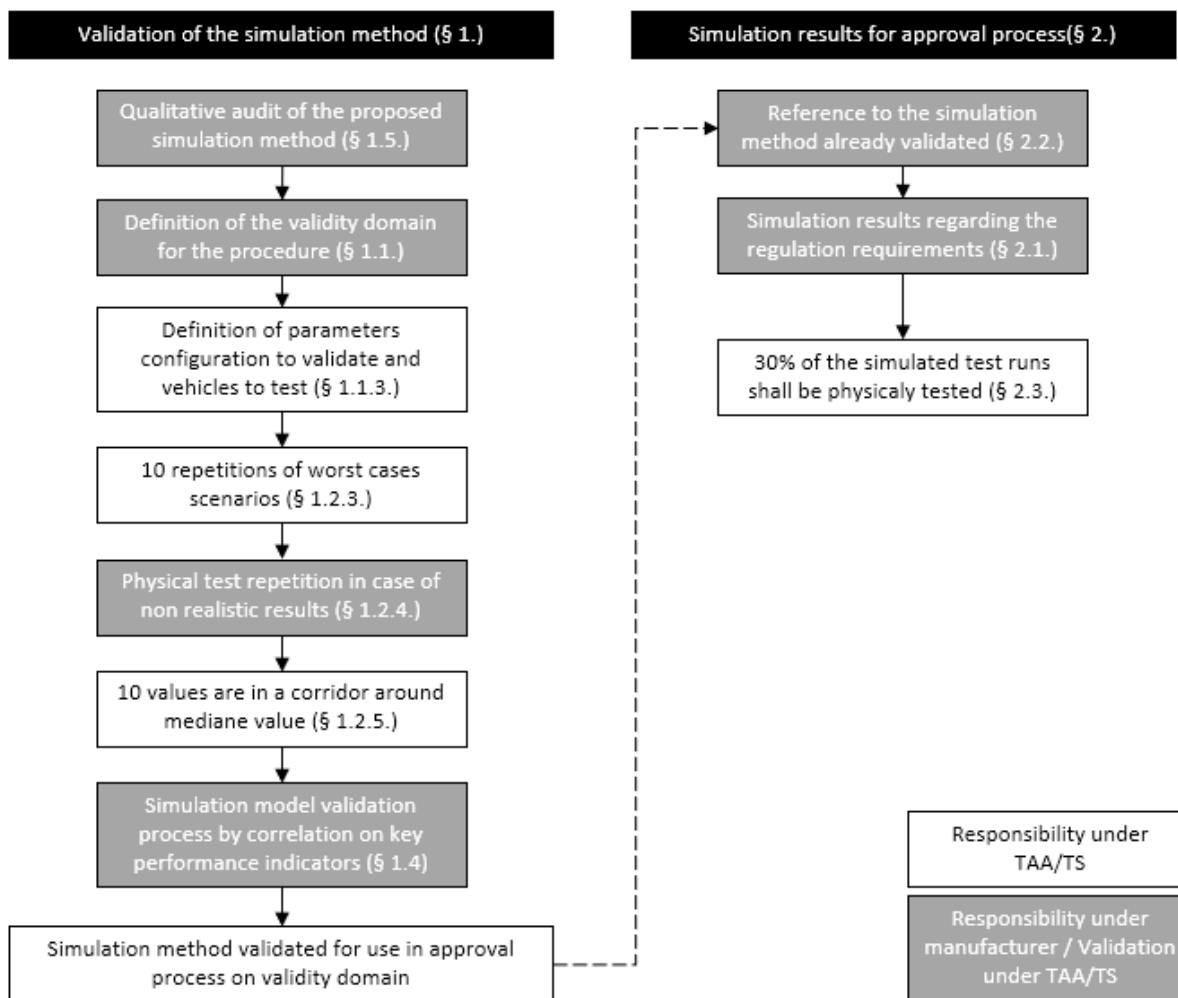 Validation of the simulation method (§ 1.)
Qualitative audit of the proposed
simulation method (§ 1.5.)
Definition of the validity domain
for the procedure (§ 1.1.)
Definition of parameters
configuration to validate and
vehicles to test (§ 1.1.3.)
10 repetitions of worst cases
scenarios (§ 1.2.3.)
Physical test repetition in case of
non realistic results (§ 1.2.4.)
10 values are in a corridor around
mediane value (§ 1.2.5.)
Simulation model validation
process by correlation on key
performance indicators (§ 1.4)
Simulation method validated for use in approval
process on validity domain
Simulation results for approval process(§ 2.)
Reference to the simulation
method already validated (§ 2.2.)
Simulation results regarding the
regulation requirements (§ 2.1.)
30% of the simulated test runs
shall be physicaly tested (§ 2.3.)
Responsibility under
TAA/TS
Responsibility under
manufacturer / Validation
under TAA/TS